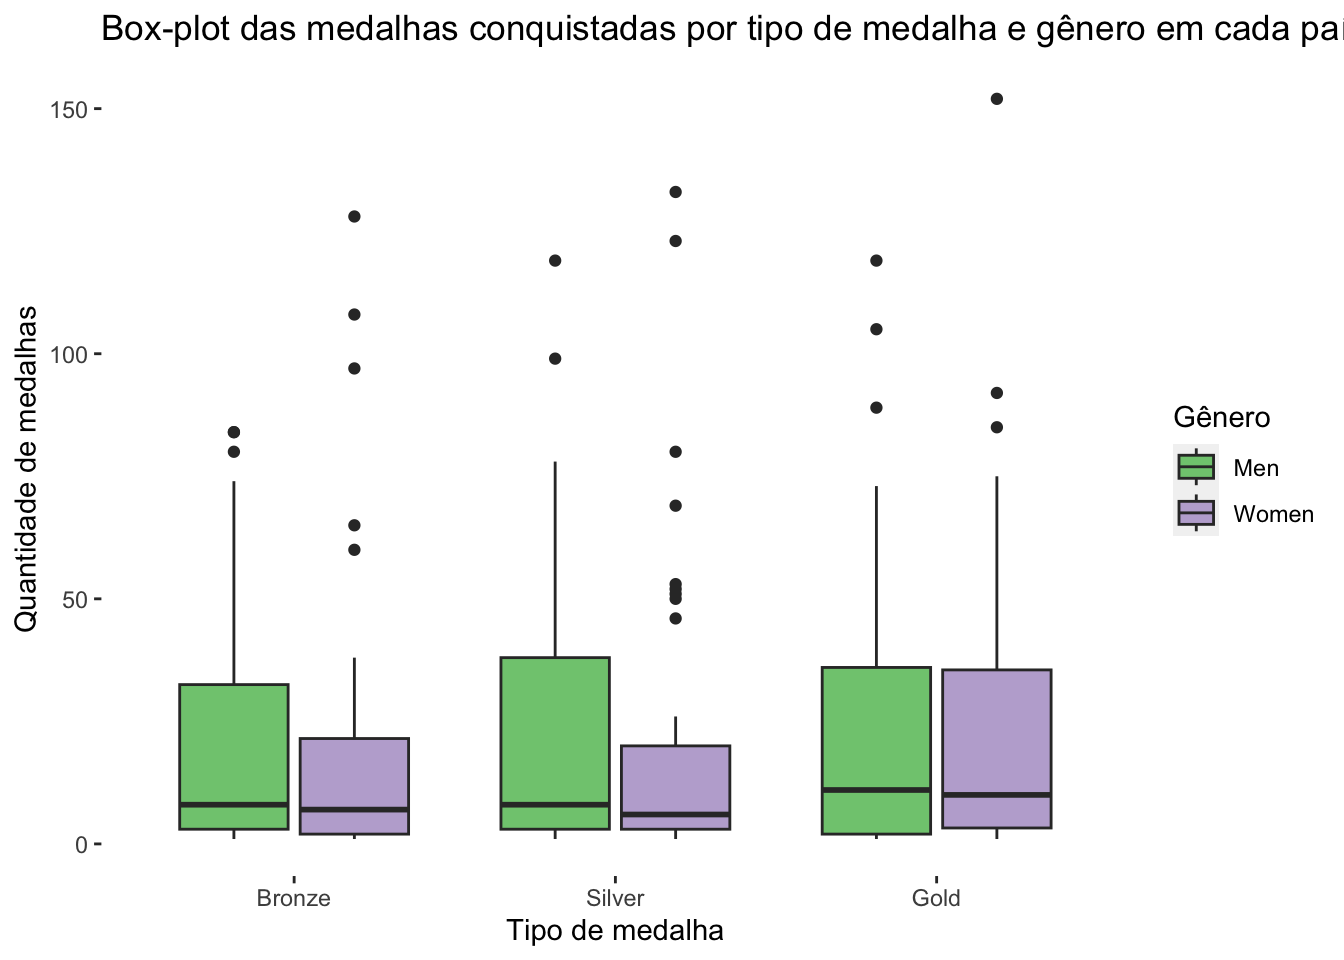 Box-plot das medalhas conquistadas por tipo de medalha e gênero em cada paí
150
100
50
0
Quantidade de medalhas
Bronze Silver Gold
Tipo de medalha
Gênero
Men
Women